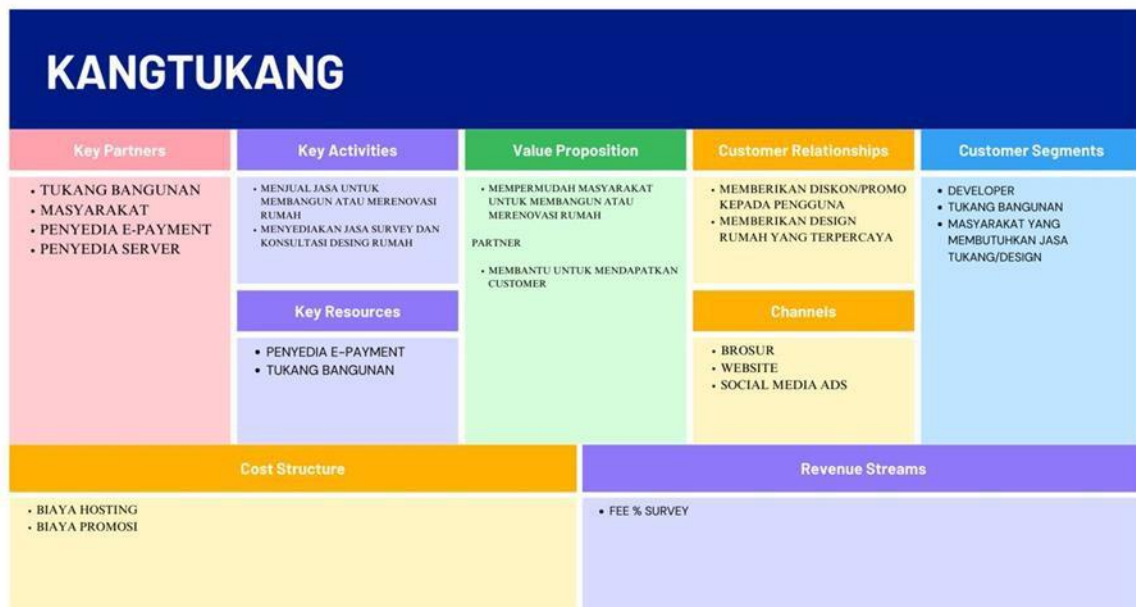 KANGTUKANG
Key Partners
• TUKANG BANGUNAN
• MASYARAKAT
• PENYEDIA E-PAYMENT
• PENYEDIA SERVER
Key Activities
• MENJUAL JASA UNTUK
MEMBANGUN ATAU MERENOVASI
RUMAH
• MENYEDIAKAN JASA SURVEY DAN
KONSULTASI DESING RUMAH
Key Resources
• PENYEDIA E-PAYMENT
• TUKANG BANGUNAN
Value Proposition
• MEMPERMUDAH MASYARAKAT
UNTUK MEMBANGUN ATAU
MERENOVASI RUMAH
PARTNER
• MEMBANTU UNTUK MENDAPATKAN
CUSTOMER
Customer Relationships
• MEMBERIKAN DISKON/PROMO
KEPADA PENGGUNA
• MEMBERIKAN DESIGN
RUMAH YANG TERPERCAYA
Channels
• BROSUR
• WEBSITE
• SOCIAL MEDIA ADS
Customer Segments
• DEVELOPER
• TUKANG BANGUNAN
• MASYARAKAT YANG
MEMBUTUHKAN JASA
TUKANG/DESIGN
Cost Structure
• BIAYA HOSTING
• BIAYA PROMOSI
Revenue Streams
• FEE % SURVEY